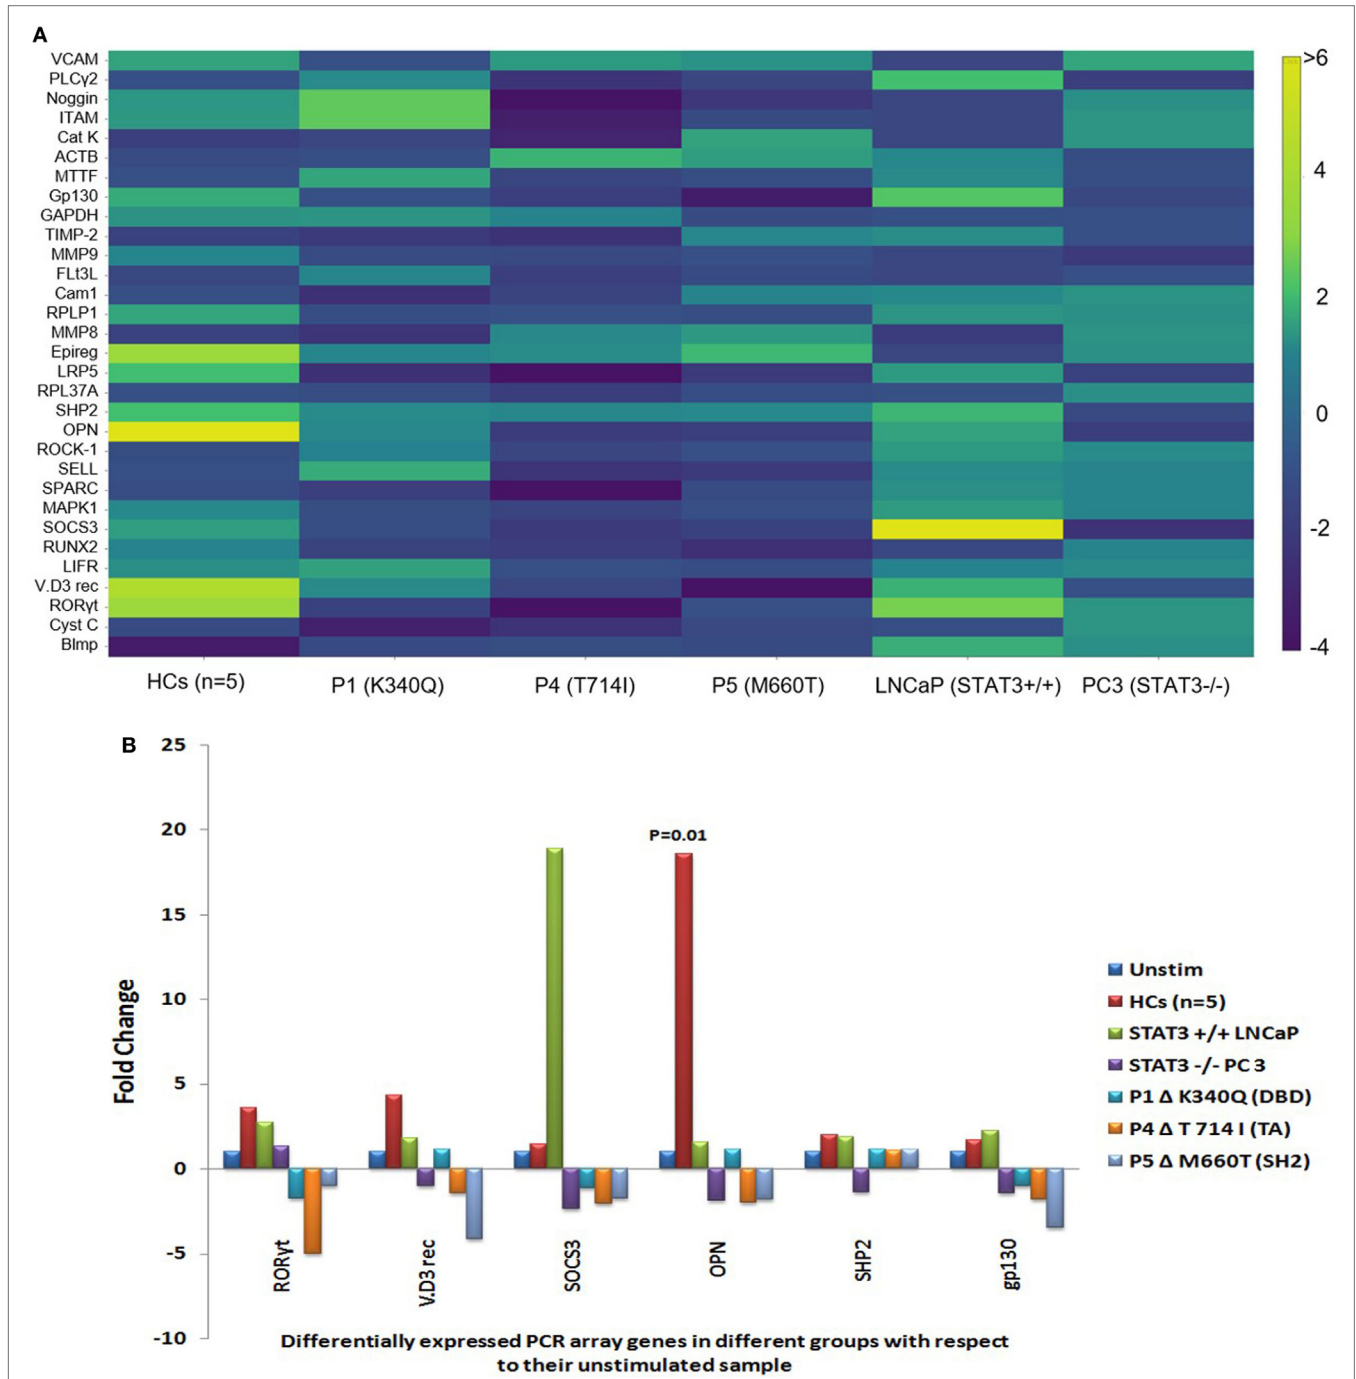 A
VCAM
PLCγ2
Noggin
ITAM
Cat K
ACTB
MTTF
Gp130
GAPDH
TIMP-2
MMP9
FLt3L
Cam1
RPLP1
MMP8
Epireg
LRP5
RPL37A
SHP2
OPN
ROCK-1
SELL
SPARC
MAPK1
SOCS3
RUNX2
LIFR
V.D3 rec
RORγt
Cyst C
Blmp
>6
4
2
0
-2
-4
HCs (n=5)
P1 (K340Q)
P4 (T714I)
P5 (M660T)
LNCaP (STAT3+/+)
PC3 (STAT3-/-)
B
25
20
15
10
5
0
-5
-10
Fold Change
P=0.01
RORγt
V.D3 rec
SOCS3
OPN
SHP2
gp130
Unstim
HCs (n=5)
STAT3 +/+ LNCaP
STAT3 -/- PC 3
P1 Δ K340Q (DBD)
P4 Δ T 714 I (TA)
P5 Δ M660T (SH2)
Differentially expressed PCR array genes in different groups with respect
to their unstimulated sample